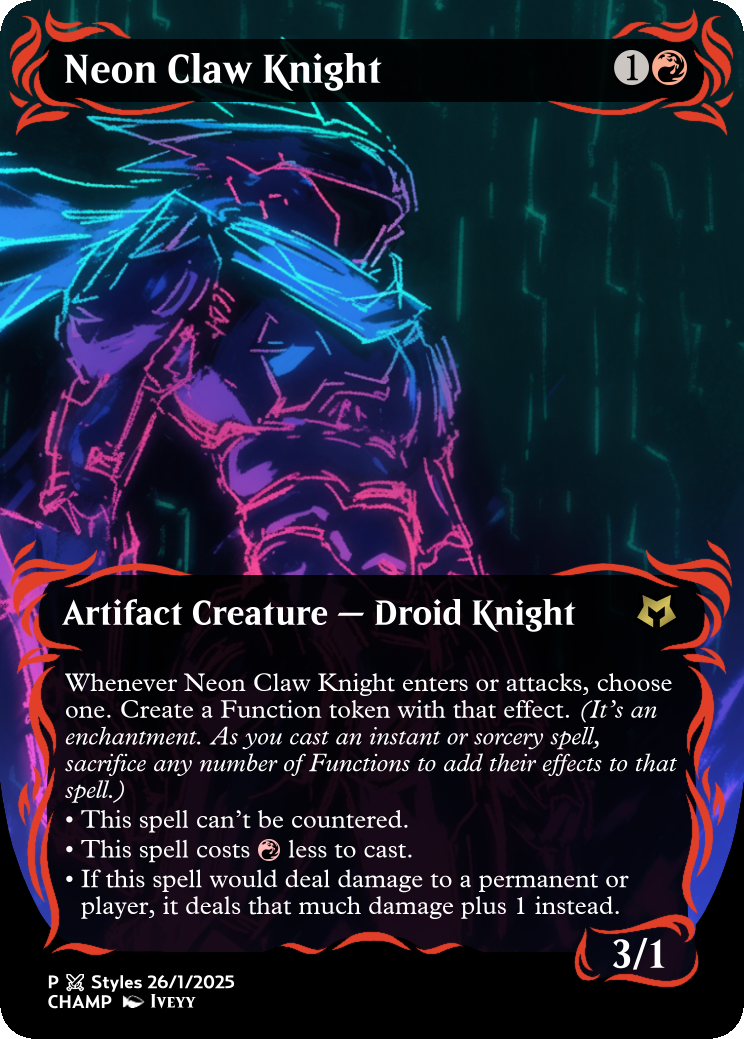 Neon Claw Knight 1
Artifact Creature — Droid Knight
Whenever Neon Claw Knight enters or attacks, choose
one. Create a Function token with that effect. (It's an
enchantment. As you cast an instant or sorcery spell,
sacrifice any number of Functions to add their effects to that
spell.)
• This spell can't be countered.
• This spell costs less to cast.
• If this spell would deal damage to a permanent or
player, it deals that much damage plus 1 instead.
3/1
P Styles 26/1/2025
CHAMP Iveyy